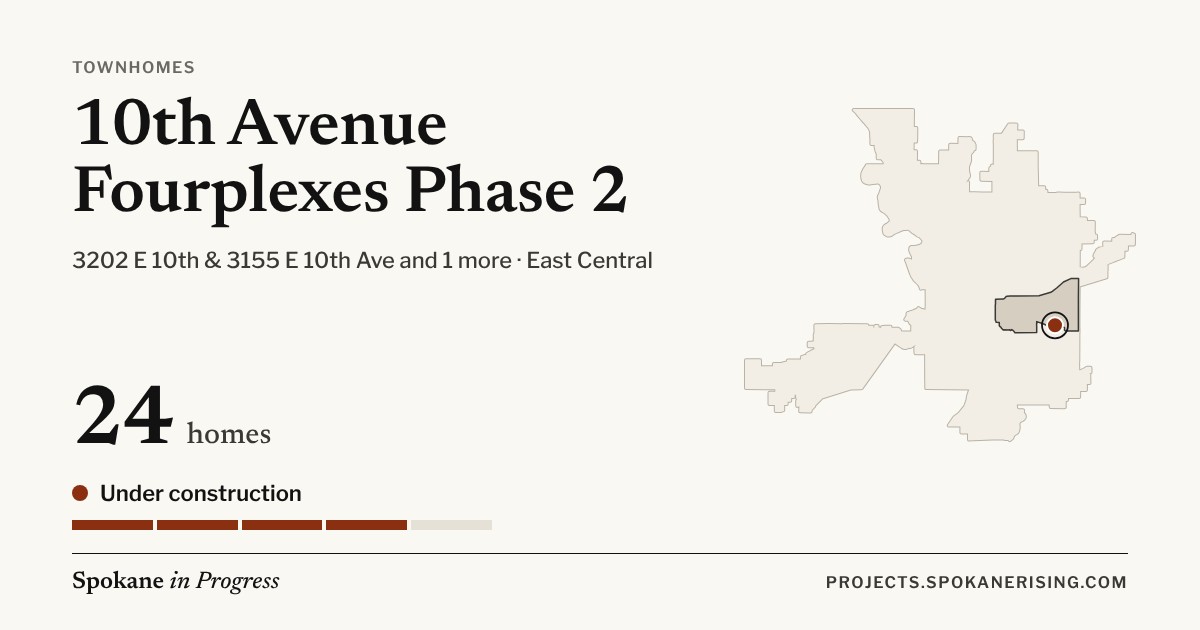 TOWNHOMES
10th Avenue
Fourplexes Phase 2
3202 E 10th & 3155 E 10th Ave and 1 more · East Central
24 homes
Under construction
Spokane in Progress
PROJECTS.SPOKANERISING.COM